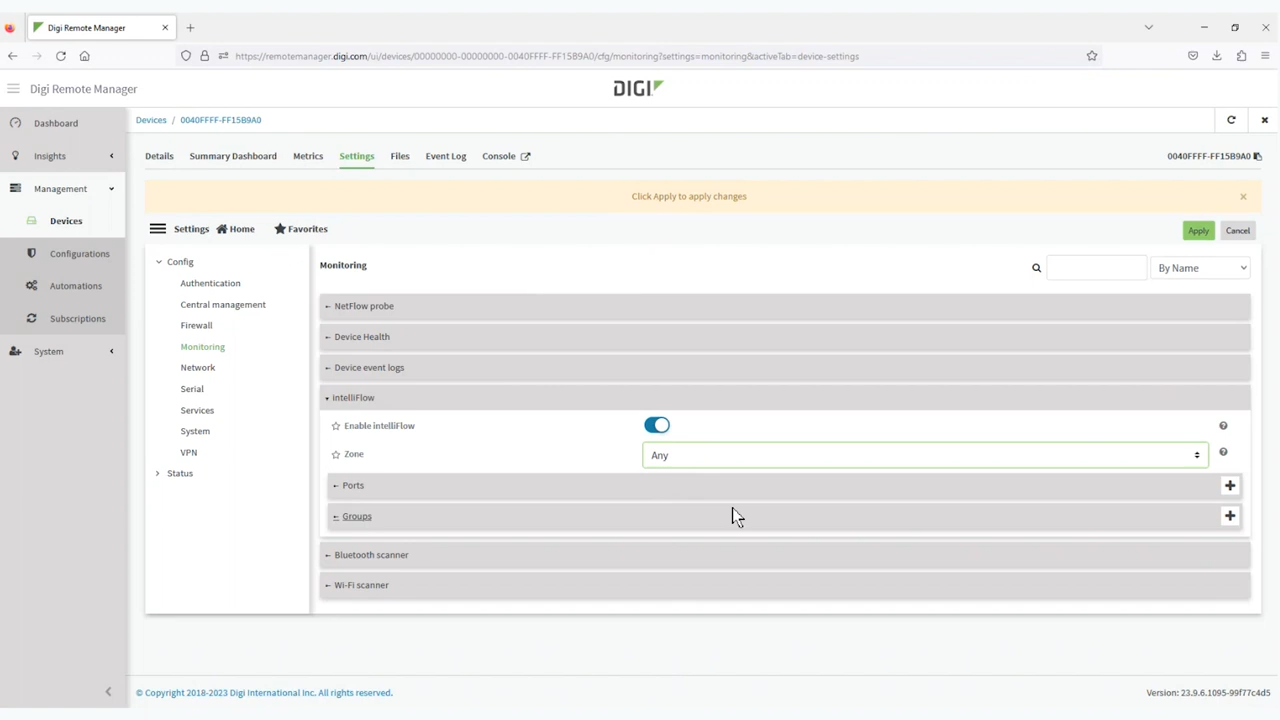 Digi Remote Manager
https://remotemanager.digi.com/ui/devices/00000000-00000000-0040FFFF-FF15B9A0/cfg/monitoring?settings=monitoring&activeTab=device-settings
Digi Remote Manager
DIGI
Dashboard
Insights
Management
Devices
Configurations
Automations
Subscriptions
System
Devices / 0040FFFF-FF15B9A0
Details Summary Dashboard Metrics Settings Files Event Log Console
0040FFFF-FF15B9A0
Click Apply to apply changes
Settings Home Favorites
Apply Cancel
Config
Authentication
Central management
Firewall
Monitoring
Network
Serial
Services
System
VPN
Status
Monitoring
By Name
NetFlow probe
Device Health
Device event logs
intelliFlow
Enable intelliFlow
Zone
Any
Ports
Groups
Bluetooth scanner
Wi-Fi scanner
© Copyright 2018-2023 Digi International Inc. All rights reserved.
Version: 23.9.6.1095-99f77c4d5